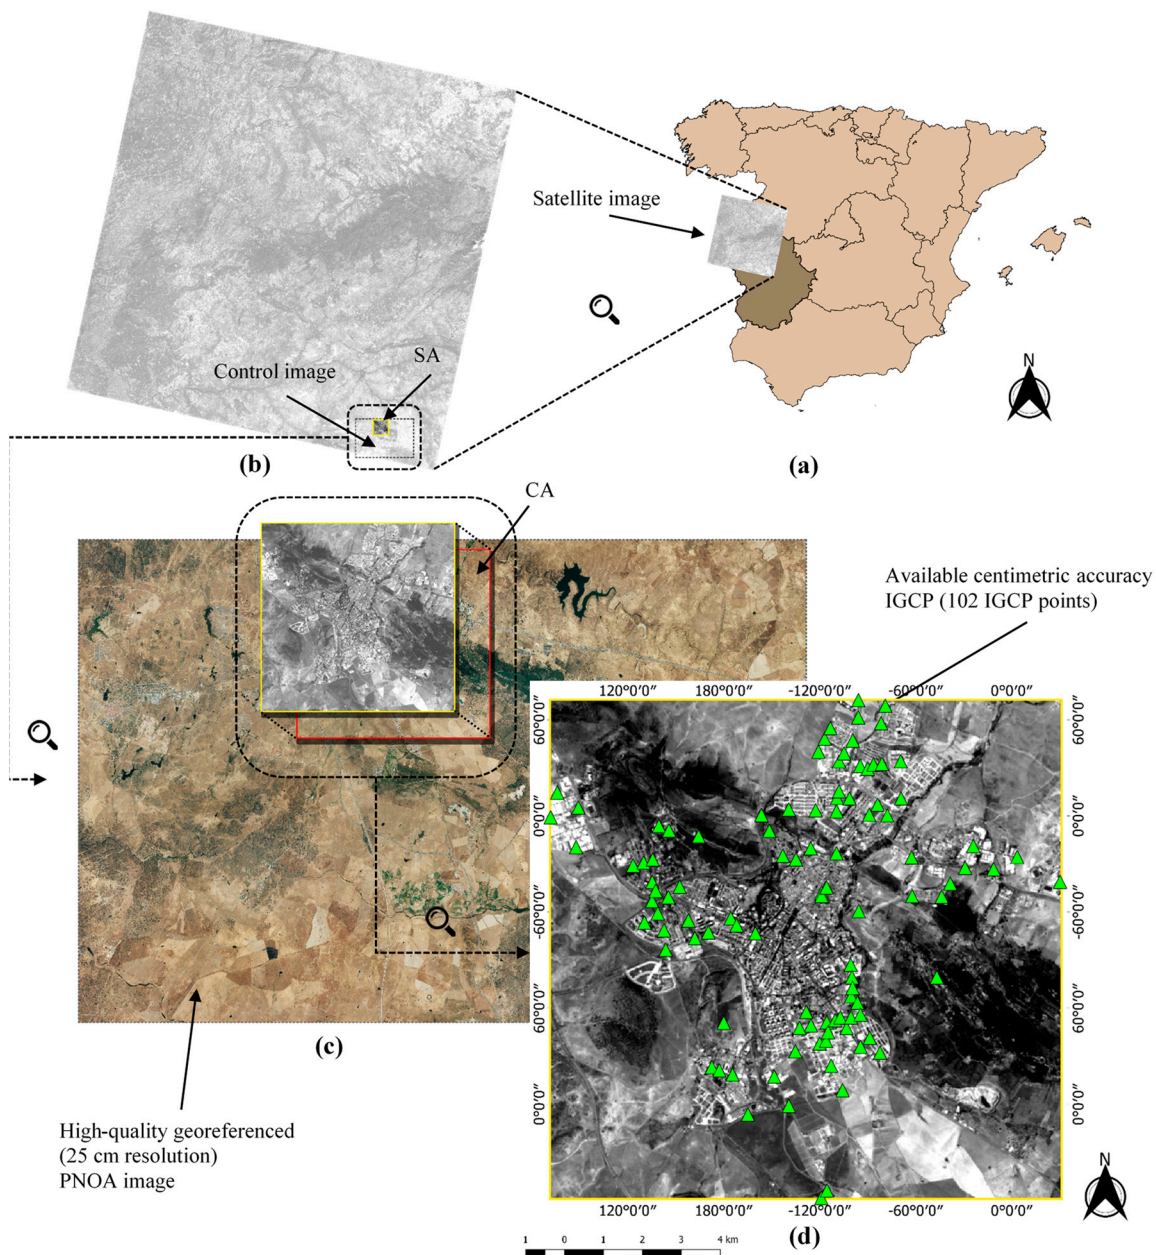 Satellite image
N
SA
Control image
(b)
(a)
CA
Available centimetric accuracy
IGCP (102 IGCP points)
120°0′0″ 180°0′0″ -120°0′0″ -60°0′0″ 0°0′0″
60°0′0″
0°0′0″
-60°0′0″
60°0′0″
0°0′0″
60°0′0″
0°0′0″
-60°0′0″
60°0′0″
0°0′0″
(c)
High-quality georeferenced
(25 cm resolution)
PNOA image
N
120°0′0″ 180°0′0″ -120°0′0″ -60°0′0″ 0°0′0″
(d)
1 0 1 2 3 4 km